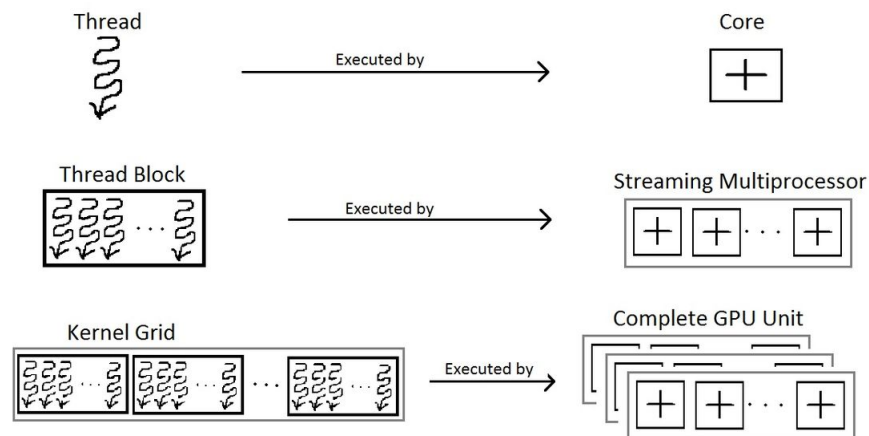 Thread
Executed by
Core
Thread Block
Executed by
Streaming Multiprocessor
Kernel Grid
Executed by
Complete GPU Unit